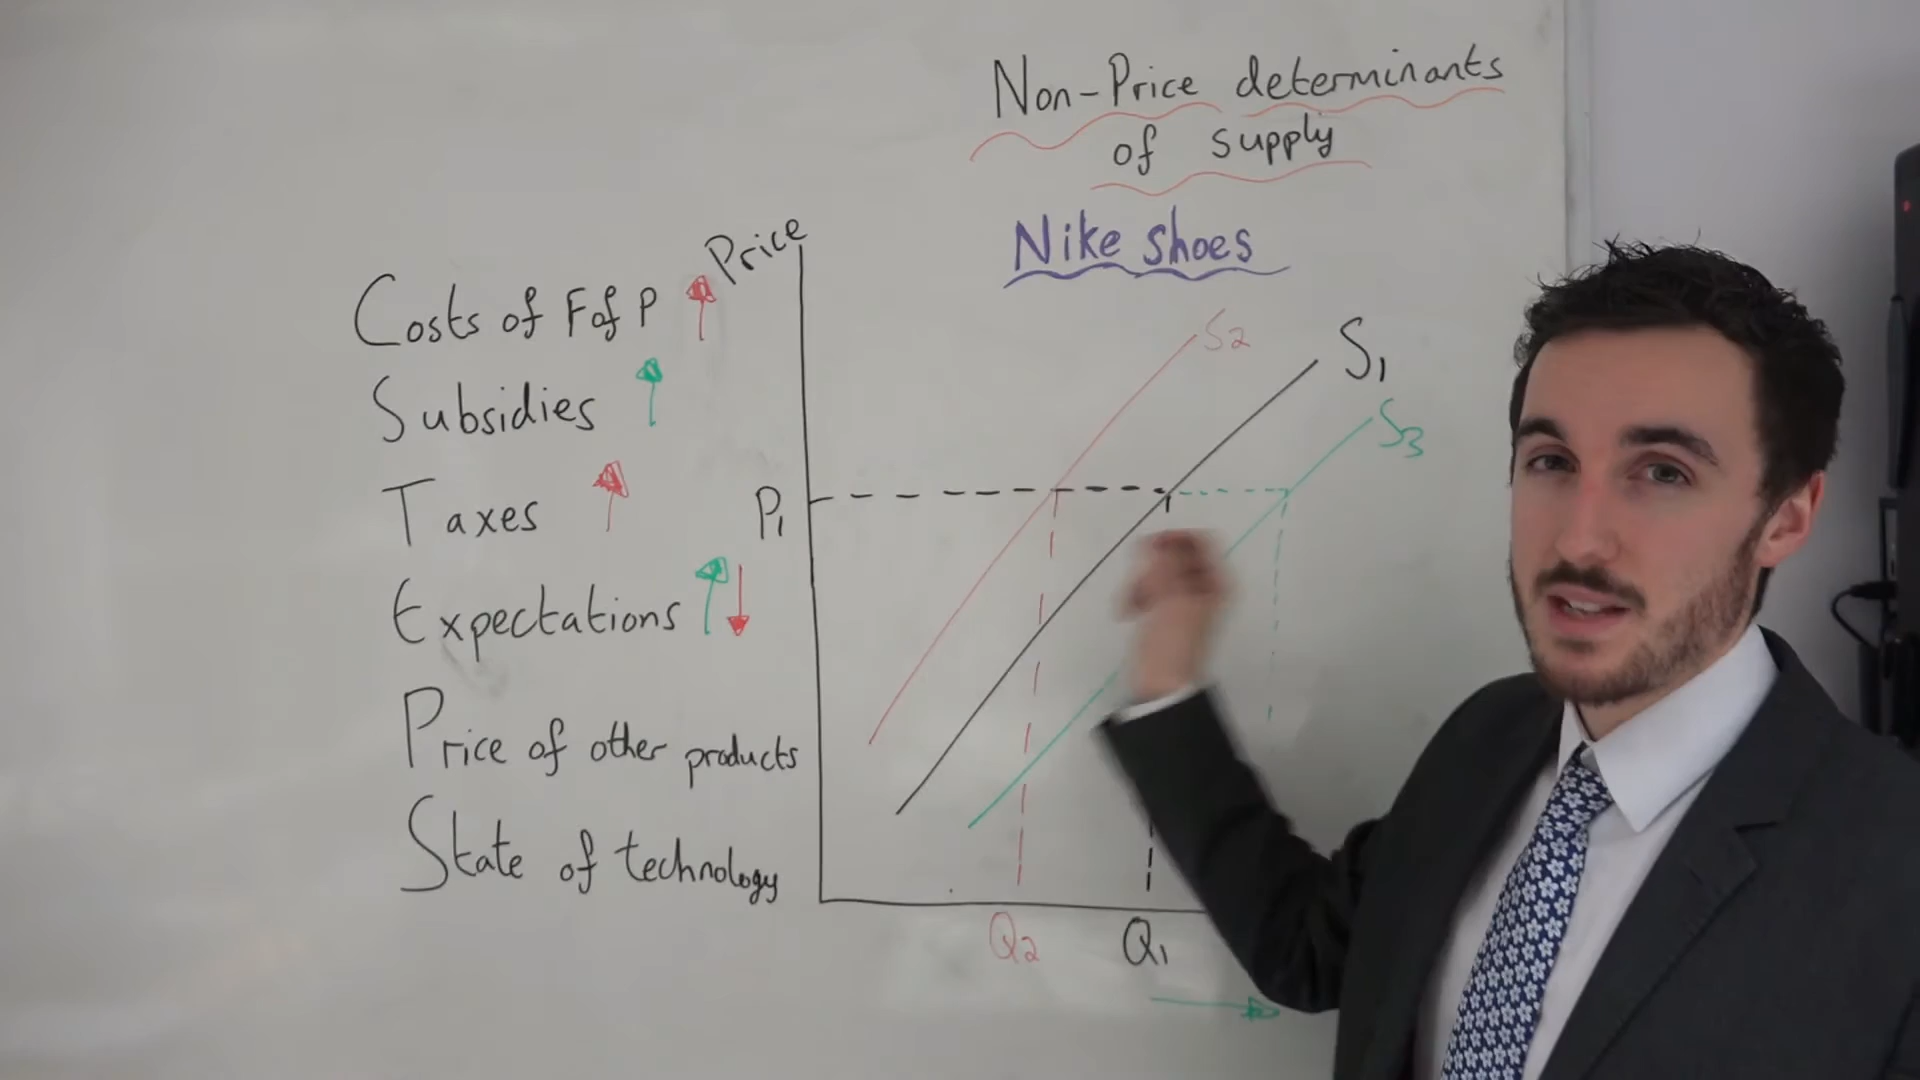 Non-Price determinants
of supply
Nike shoes
Price
Costs of F of P
Subsidies
Taxes
Expectations
Price of other products
State of technology
S2
S1
S3
P1
Q2
Q1